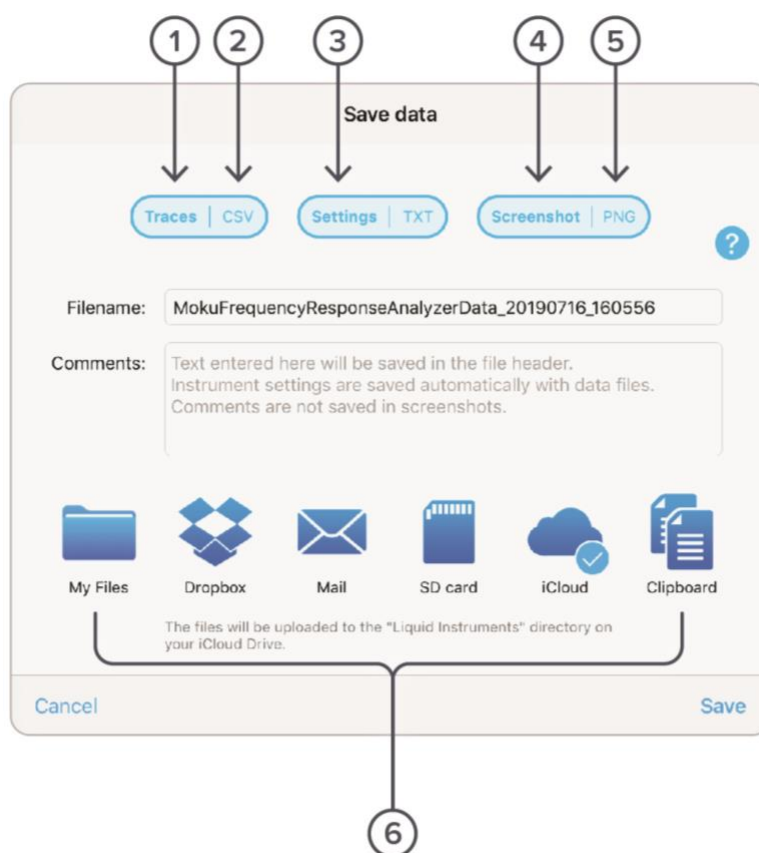 1 2 3 4 5
Save data
Traces | CSV Settings | TXT Screenshot | PNG
?
Filename: MokuFrequencyResponseAnalyzerData_20190716_160556
Comments: Text entered here will be saved in the file header.
Instrument settings are saved automatically with data files.
Comments are not saved in screenshots.
My Files Dropbox Mail SD card iCloud Clipboard
The files will be uploaded to the "Liquid Instruments" directory on
your iCloud Drive.
Cancel Save
6